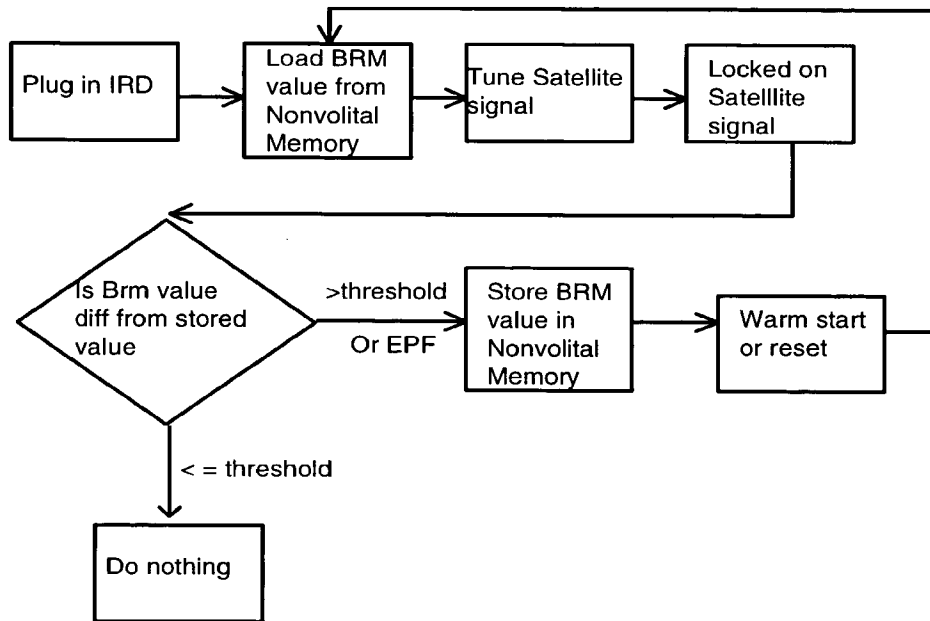 Plug in IRD
Load BRM
value from
Nonvolital
Memory
Tune Satellite
signal
Locked on
Satelllite
signal
Is Brm value
diff from stored
value
>threshold
Or EPF
Store BRM
value in
Nonvolital
Memory
Warm start
or reset
< = threshold
Do nothing